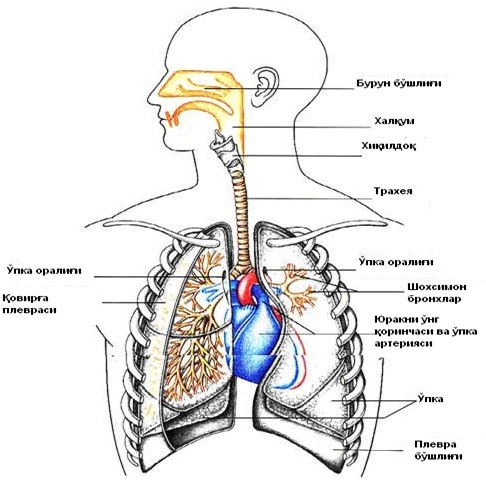 Бурун бўшлиғи
Халқум
Хиқилдоқ
Трахея
Ўпка оралиғи
Қовирға
плевраси
Ўпка оралиғи
Шохсимон
бронхлар
Юракни ўнг
қоринчаси ва ўпка
артерияси
Ўпка
Плевра
бўшлиғи